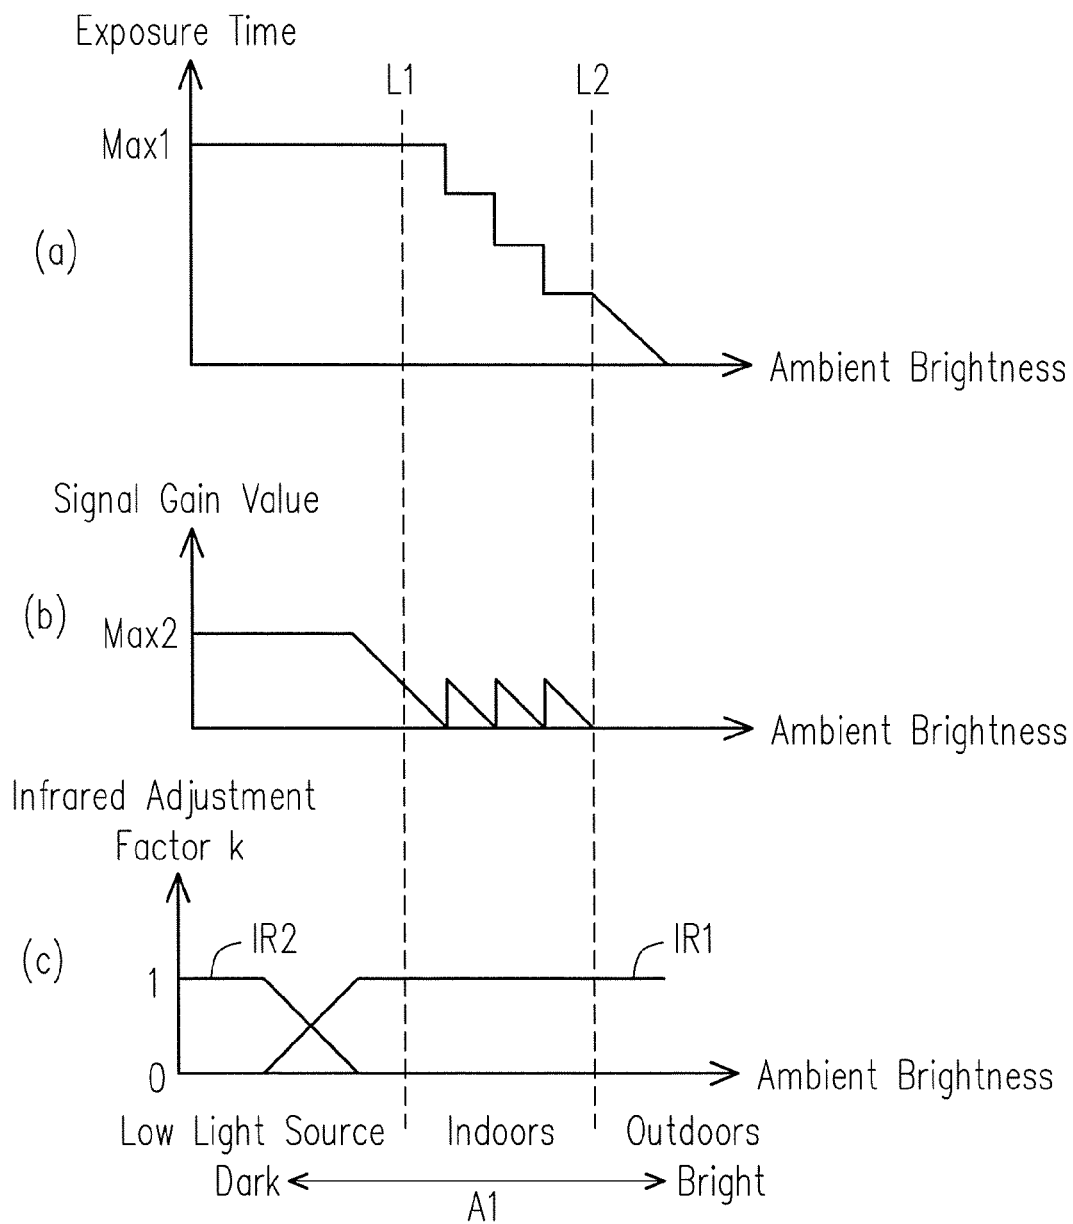 Exposure Time
L1
L2
Max1
(a)
Ambient Brightness
Signal Gain Value
(b)
Max2
Ambient Brightness
Infrared Adjustment
Factor k
IR2
IR1
(c)
1
0
Ambient Brightness
Low Light Source
Indoors
Outdoors
Dark
Bright
A1